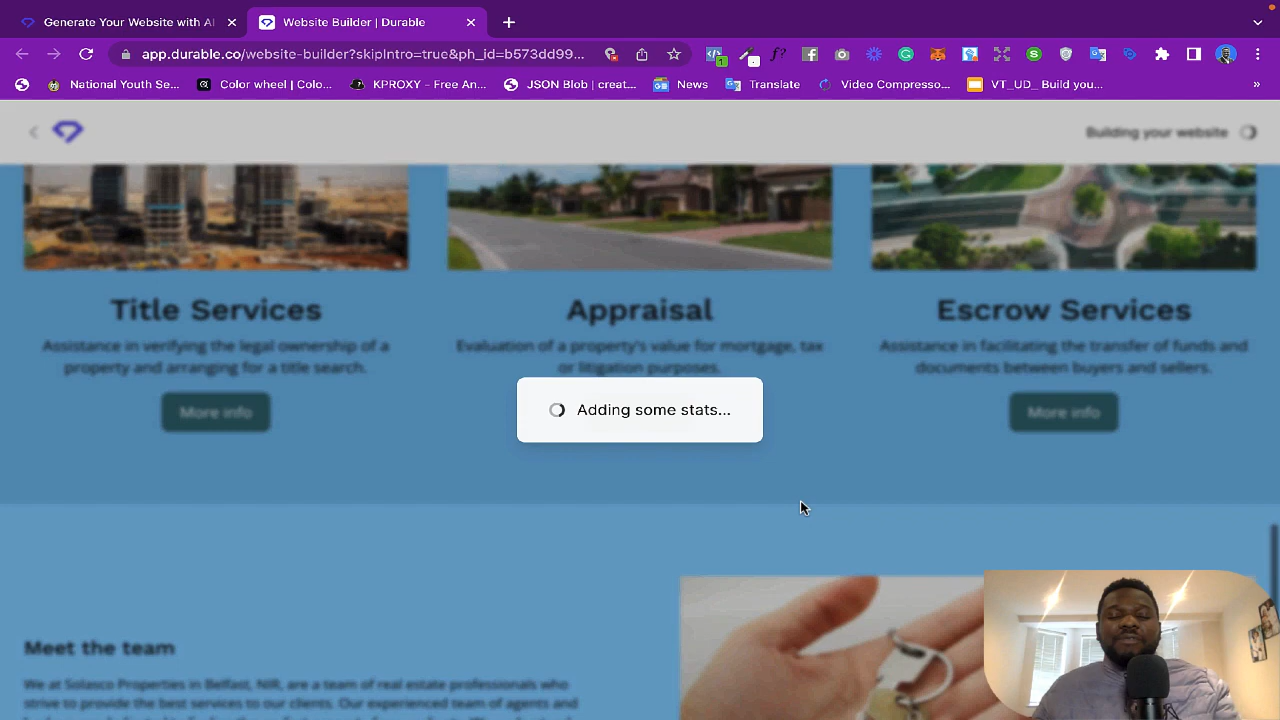 Generate Your Website with AI
Website Builder | Durable
app.durable.co/website-builder?skipIntro=true&ph_id=b573dd99...
1
National Youth Se...
Color wheel | Colo...
KPROXY - Free An...
JSON Blob | creat...
News
Translate
Video Compresso...
VT_UD_ Build you...
»
Building your website
Title Services
Appraisal
Escrow Services
Assistance in verifying the legal ownership of a
property and arranging for a title search.
Evaluation of a property's value for mortgage, tax
or litigation purposes.
Assistance in facilitating the transfer of funds and
documents between buyers and sellers.
More info
More info
Adding some stats...
Meet the team
We at Solasco Properties in Belfast, NIR, are a team of real estate professionals who
strive to provide the best services to our clients. Our experienced team of agents and